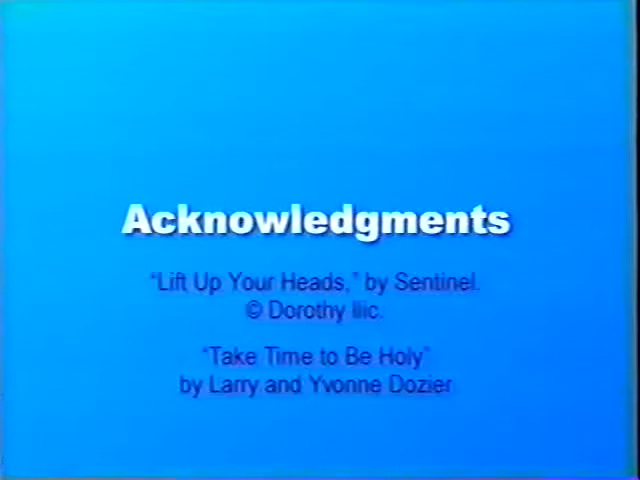 Acknowledgments
“Lift Up Your Heads,” by Sentinel.
© Dorothy Ilic.
“Take Time to Be Holy”
by Larry and Yvonne Dozier